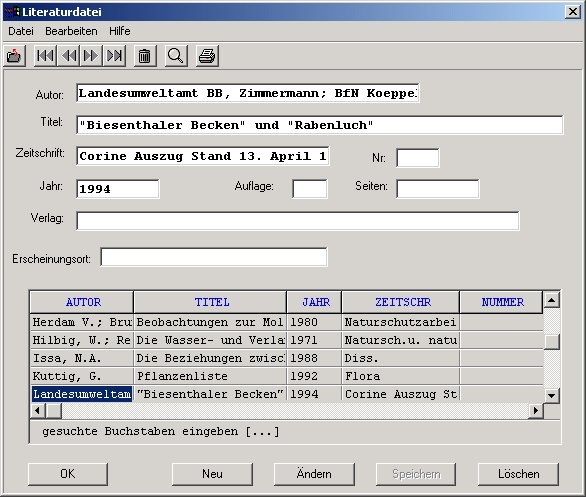 Literaturdatei
Datei Bearbeiten Hilfe
Autor: Landesumweltamt BB, Zimmermann; BfN Koeppel
Titel: "Biesenthaler Becken" und "Rabenluch"
Zeitschrift: Corine Auszug Stand 13. April 1 Nr:
Jahr: 1994 Auflage: Seiten:
Verlag:
Erscheinungsort:
AUTOR TITEL JAHR ZEITSCHR NUMMER
Herdam V.; Bru Beobachtungen zur Mol 1980 Naturschutzarbei
Hilbig, W.; Re Die Wasser- und Verla 1971 Natursch.u. natu
Issa, N.A. Die Beziehungen zwisc 1988 Diss.
Kuttig, G. Pflanzenliste 1992 Flora
Landesumweltam "Biesenthaler Becken" 1994 Corine Auszug St
gesuchte Buchstaben eingeben [...]
OK Neu Ändern Speichern Löschen